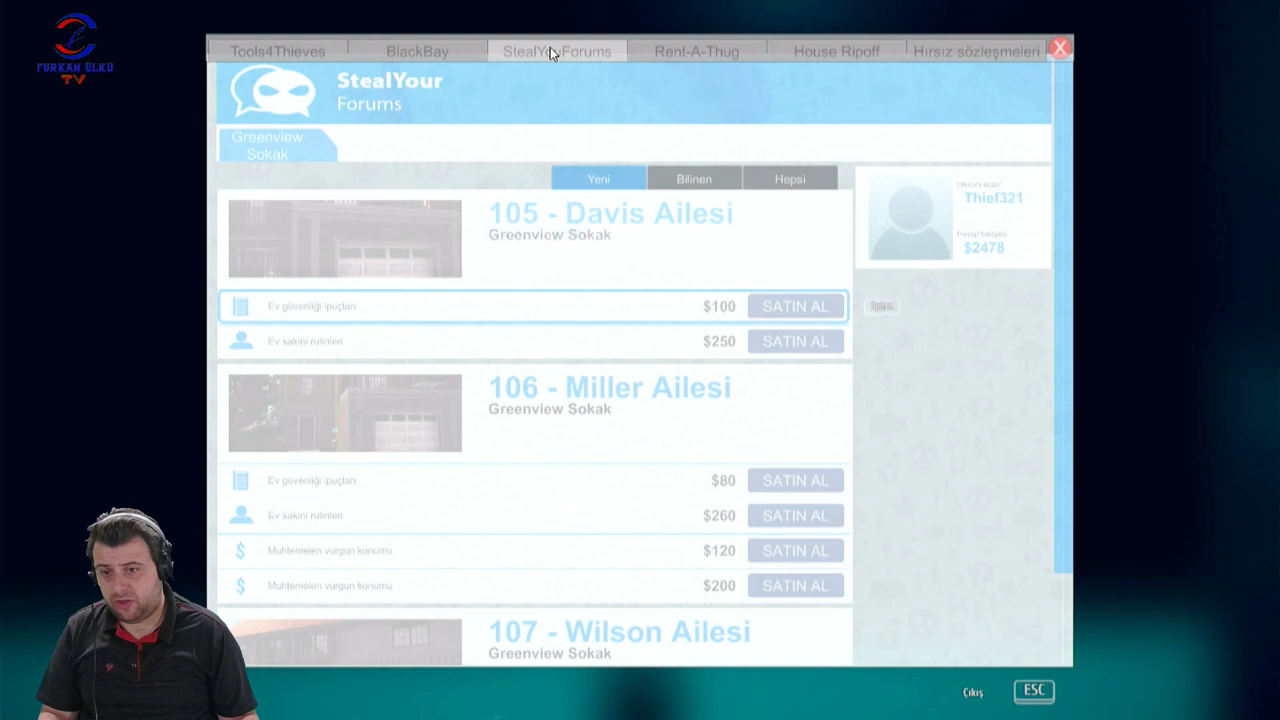 FURKAN ÜLKÜ
TV
Tools4Thieves
BlackBay
StealYouForums
Rent-A-Thug
House Ripoff
Hırsız sözleşmeleri
X
StealYour
Forums
Greenview
Sokak
Yeni
Bilinen
Hepsi
Thief321
$2478
105 - Davis Ailesi
Greenview Sokak
Ev güvenliği ipuçları
$100
SATIN AL
Ev sakini rutinleri
$250
SATIN AL
106 - Miller Ailesi
Greenview Sokak
Ev güvenliği ipuçları
$80
SATIN AL
Ev sakini rutinleri
$260
SATIN AL
Muhtemelen vurgun konumu
$120
SATIN AL
Muhtemelen vurgun konumu
$200
SATIN AL
107 - Wilson Ailesi
Greenview Sokak
Çıkış
ESC